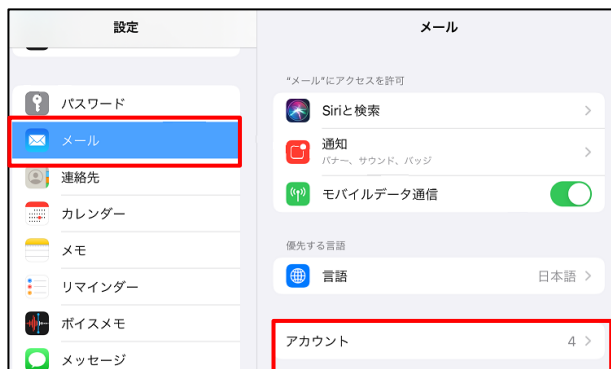 設定
パスワード
メール
連絡先
カレンダー
メモ
リマインダー
ボイスメモ
メッセージ
メール
"メール"にアクセスを許可
Siriと検索
通知
バナー、サウンド、バッジ
モバイルデータ通信
優先する言語
言語 日本語
アカウント 4